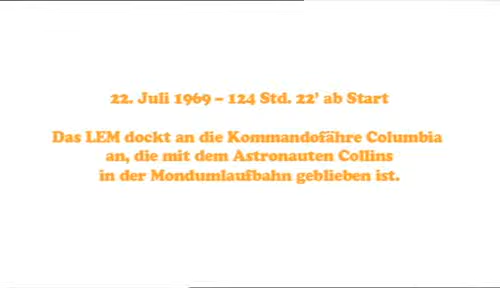 22. Juli 1969 – 124 Std. 22’ ab Start
Das LEM dockt an die Kommandofähre Columbia
an, die mit dem Astronauten Collins
in der Mondumlaufbahn geblieben ist.